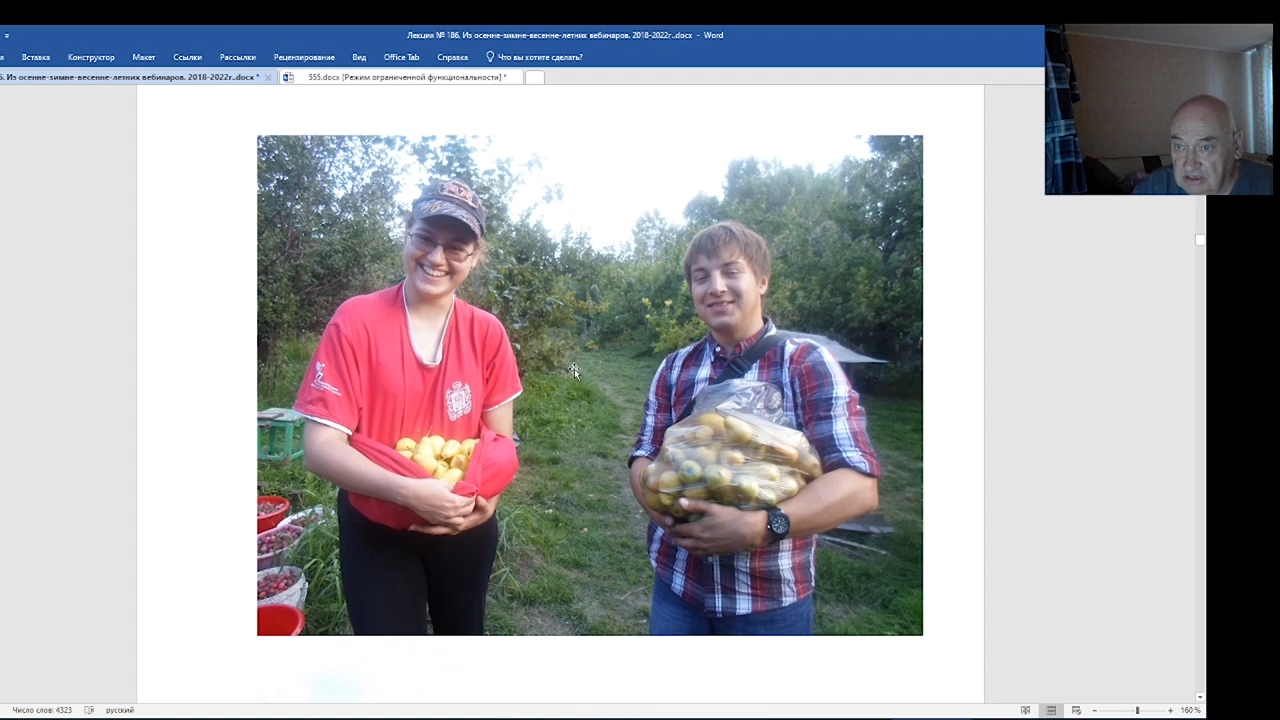 Лекция № 186. Из осенне-зимне-весенне-летних вебинаров. 2018-2022г..docx - Word
Вставка Конструктор Макет Ссылки Рассылки Рецензирование Вид Office Tab Справка Что вы хотите сделать?
6. Из осенне-зимне-весенне-летних вебинаров. 2018-2022г..docx * 555.docx [Режим ограниченной функциональности] *
Число слов: 4323 русский 160 %